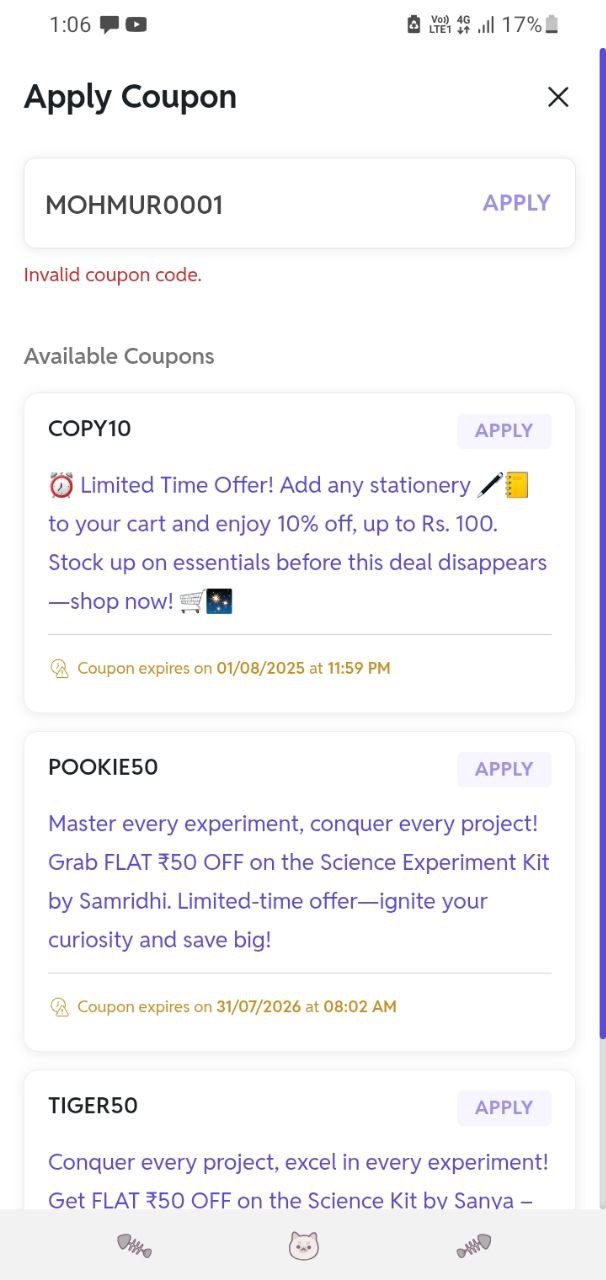 1:06
Vo)) 4G
LTE1
17%
Apply Coupon
MOHMUR0001 APPLY
Invalid coupon code.
Available Coupons
COPY10 APPLY
⏰ Limited Time Offer! Add any stationery 🖊️📒
to your cart and enjoy 10% off, up to Rs. 100.
Stock up on essentials before this deal disappears
—shop now! 🛒🎇
Coupon expires on 01/08/2025 at 11:59 PM
POOKIE50 APPLY
Master every experiment, conquer every project!
Grab FLAT ₹50 OFF on the Science Experiment Kit
by Samridhi. Limited-time offer—ignite your
curiosity and save big!
Coupon expires on 31/07/2026 at 08:02 AM
TIGER50 APPLY
Conquer every project, excel in every experiment!
Get FLAT ₹50 OFF on the Science Kit by Sanya –